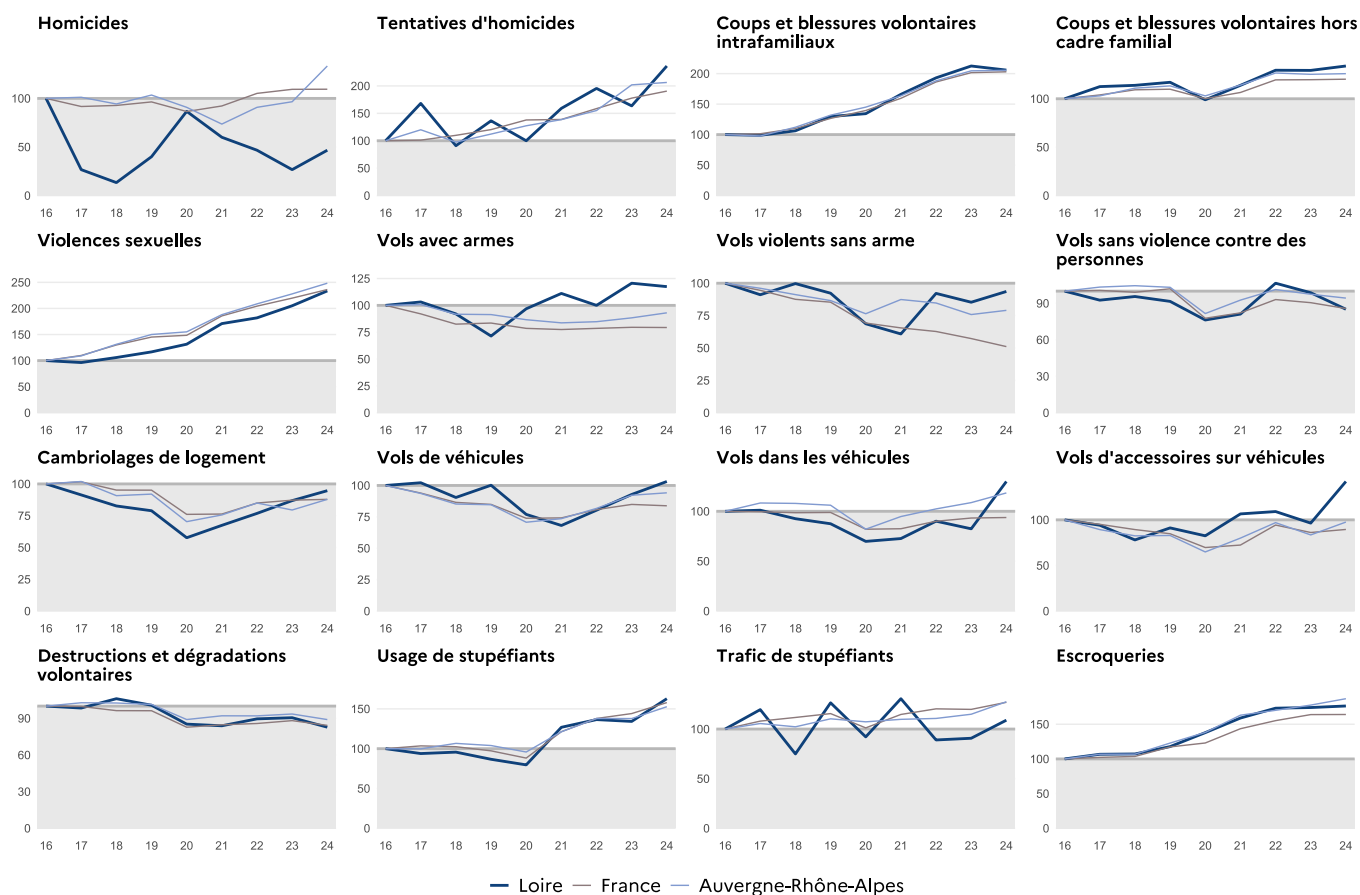 Homicides
100
50
0
16 17 18 19 20 21 22 23 24
Tentatives d'homicides
200
150
100
50
0
16 17 18 19 20 21 22 23 24
Coups et blessures volontaires
intrafamiliaux
200
150
100
50
0
16 17 18 19 20 21 22 23 24
Coups et blessures volontaires hors
cadre familial
100
50
0
16 17 18 19 20 21 22 23 24
Violences sexuelles
250
200
150
100
50
0
16 17 18 19 20 21 22 23 24
Vols avec armes
125
100
75
50
25
0
16 17 18 19 20 21 22 23 24
Vols violents sans arme
100
75
50
25
0
16 17 18 19 20 21 22 23 24
Vols sans violence contre des
personnes
90
60
30
0
16 17 18 19 20 21 22 23 24
Cambriolages de logement
100
75
50
25
0
16 17 18 19 20 21 22 23 24
Vols de véhicules
100
75
50
25
0
16 17 18 19 20 21 22 23 24
Vols dans les véhicules
100
50
0
16 17 18 19 20 21 22 23 24
Vols d'accessoires sur véhicules
100
50
0
16 17 18 19 20 21 22 23 24
Destructions et dégradations
volontaires
90
60
30
0
16 17 18 19 20 21 22 23 24
Usage de stupéfiants
150
100
50
0
16 17 18 19 20 21 22 23 24
Trafic de stupéfiants
100
50
0
16 17 18 19 20 21 22 23 24
Escroqueries
150
100
50
0
16 17 18 19 20 21 22 23 24
Loire France Auvergne-Rhône-Alpes